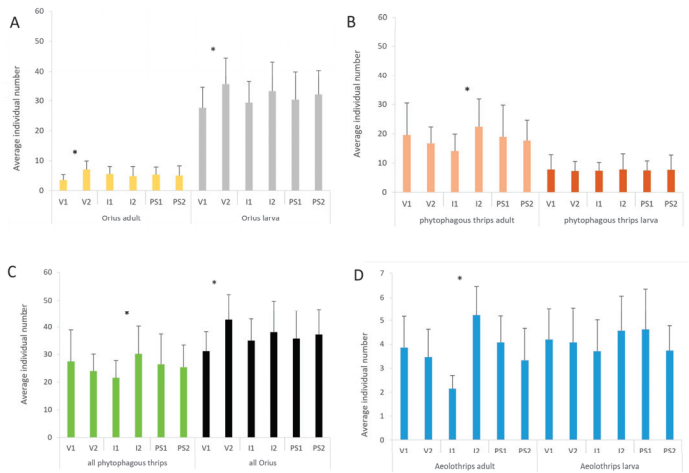 A
Average individual number
60
50
40
30
20
10
0
*
*
V1 V2 I1 I2 PS1 PS2 V1 V2 I1 I2 PS1 PS2
Orius adult Orius larva
B
Average individual number
60
50
40
30
20
10
0
*
V1 V2 I1 I2 PS1 PS2 V1 V2 I1 I2 PS1 PS2
phytophagous thrips adult phytophagous thrips larva
C
Average individual number
60
50
40
30
20
10
0
*
*
V1 V2 I1 I2 PS1 PS2 V1 V2 I1 I2 PS1 PS2
all phytophagous thrips all Orius
D
Average individual number
7
6
5
4
3
2
1
0
*
V1 V2 I1 I2 PS1 PS2 V1 V2 I1 I2 PS1 PS2
Aeolothrips adult Aeolothrips larva